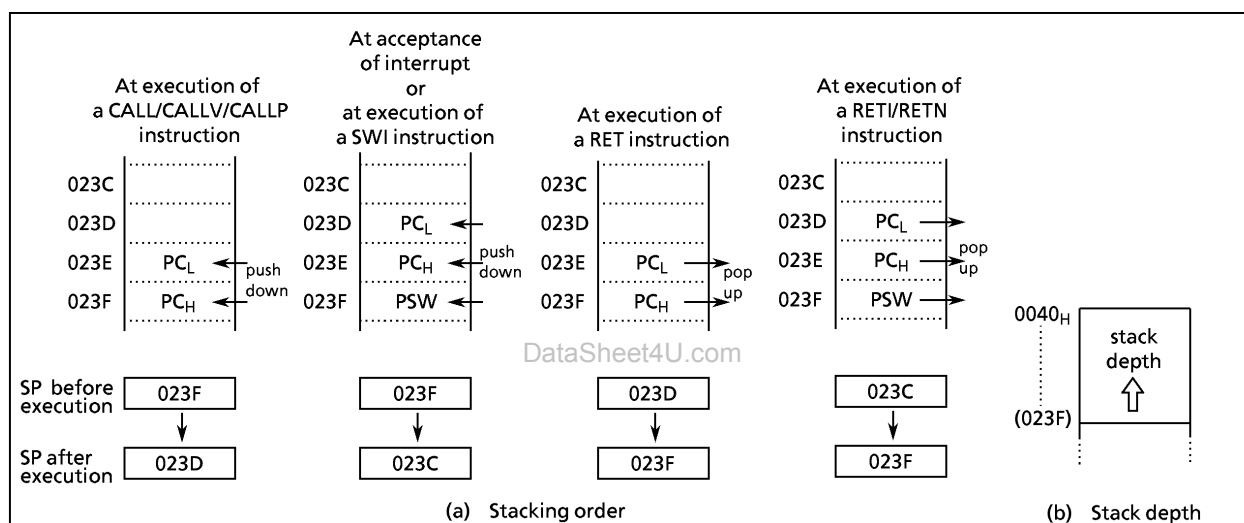 At execution of
a CALL/CALLV/CALLP
instruction
023C
023D
023E PCL
023F PCH
push
down
At acceptance
of interrupt
or
at execution of
a SWI instruction
023C
023D PCL
023E PCH
023F PSW
push
down
At execution of
a RET instruction
023C
023D
023E PCL
023F PCH
pop
up
At execution of
a RETI/RETN
instruction
023C
023D PCL
023E PCH
023F PSW
pop
up
DataSheet4U.com
SP before
execution
023F
023F
023D
023C
SP after
execution
023D
023C
023F
023F
(a) Stacking order
0040H
stack
depth
(023F)
(b) Stack depth